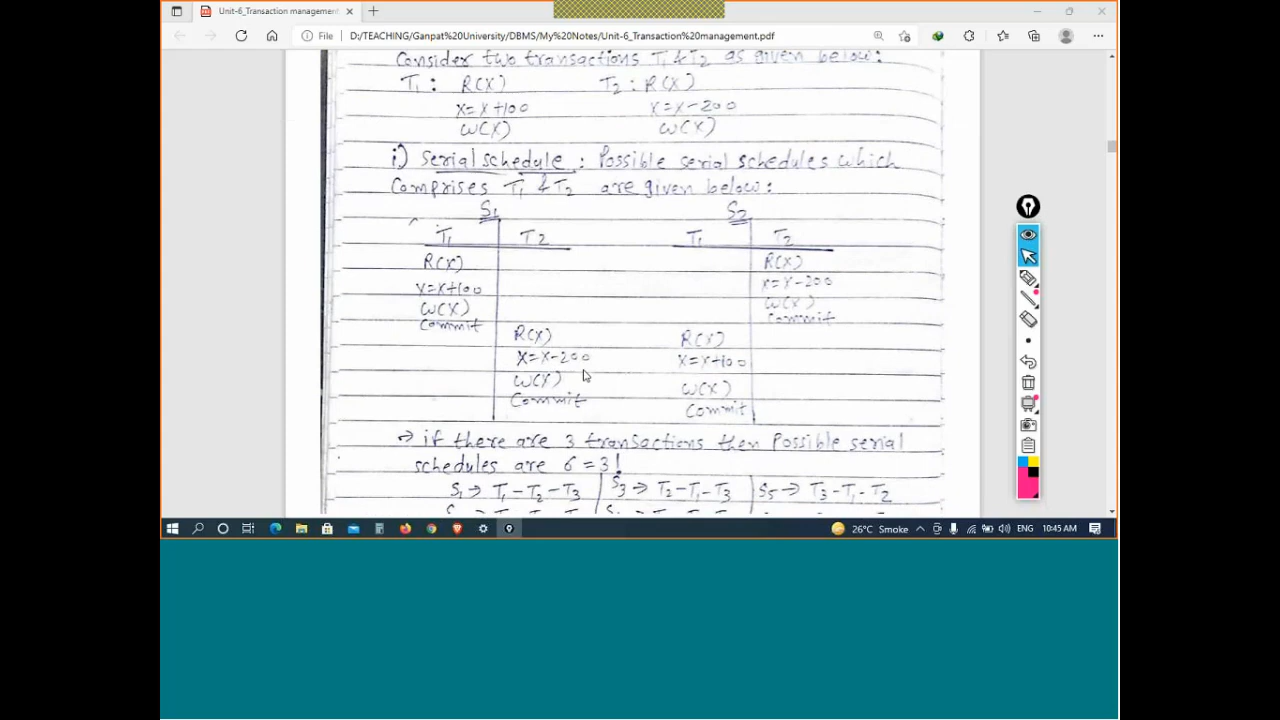 Unit-6_Transaction managemen
File D:/TEACHING/Ganpat%20University/DBMS/My%20Notes/Unit-6_Transaction%20management.pdf
Consider two transactions T1 & T2 as given below:
T1 : R(X) T2 : R(X)
X=X+100 X=X-200
W(X) W(X)
i) Serial schedule : Possible serial schedules which
comprises T1 & T2 are given below:
S1 S2
T1 T2 T1 T2
R(X) R(X)
X=X+100 X=X-200
W(X) W(X)
Commit Commit
R(X) R(X)
X=X-200 X=X+100
W(X) W(X)
Commit Commit
→ if there are 3 transactions then Possible serial
schedules are 6 = 3!
S1 → T1-T2-T3 S3 → T2-T1-T3 S5 → T3-T1-T2
26°C Smoke ENG 10:45 AM